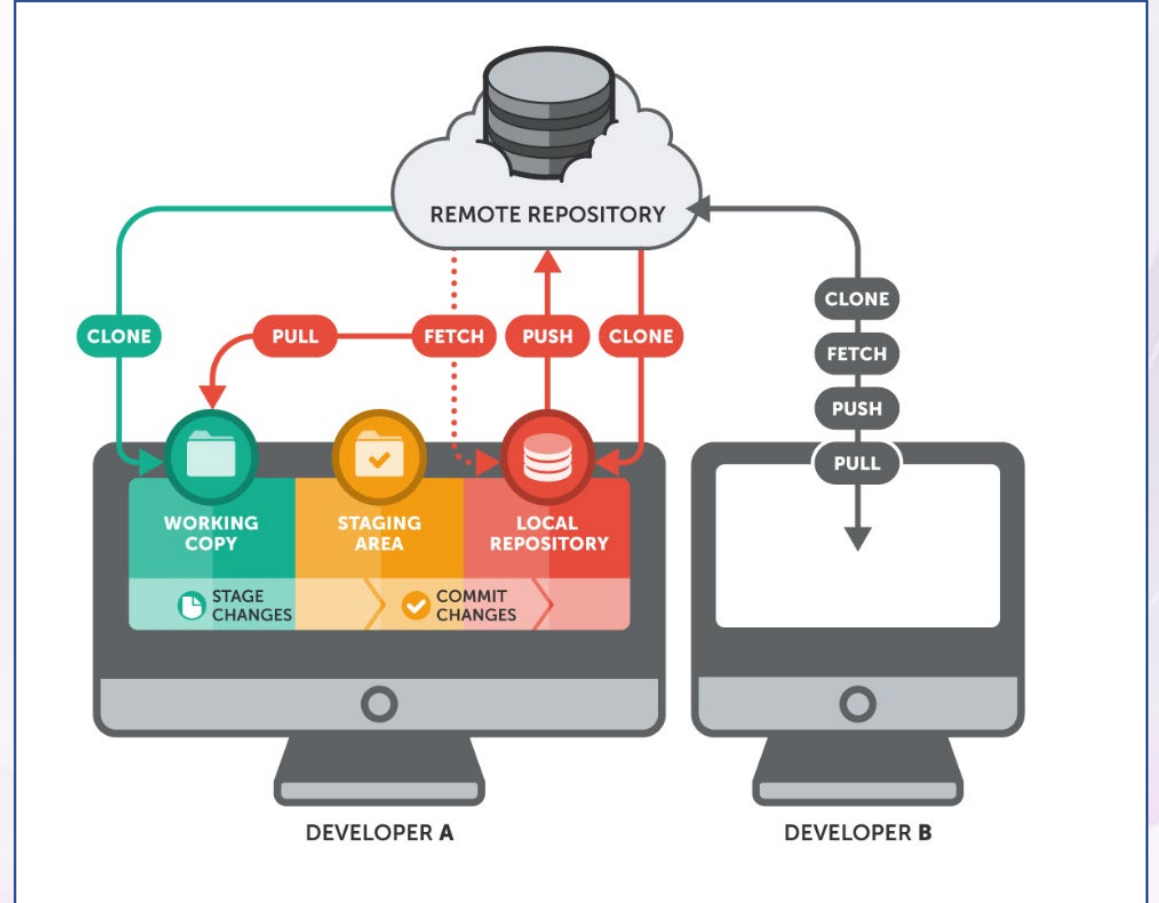 REMOTE REPOSITORY
CLONE
PULL
FETCH
PUSH
CLONE
WORKING
COPY
STAGING
AREA
LOCAL
REPOSITORY
STAGE
CHANGES
COMMIT
CHANGES
DEVELOPER A
CLONE
FETCH
PUSH
PULL
DEVELOPER B